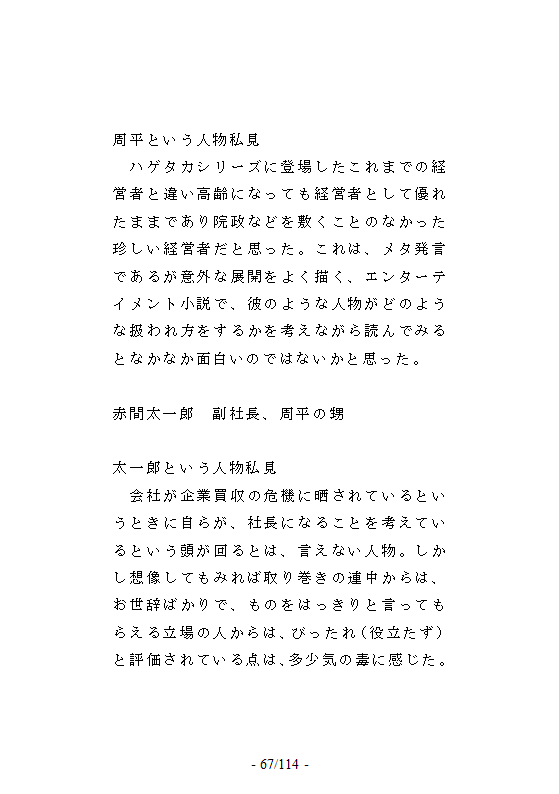 周平という人物私見
　ハゲタカシリーズに登場したこれまでの経
営者と違い高齢になっても経営者として優れ
たままであり院政などを敷くことのなかった
珍しい経営者だと思った。これは、メタ発言
であるが意外な展開をよく描く、エンターテ
イメント小説で、彼のような人物がどのよう
な扱われ方をするかを考えながら読んでみる
となかなか面白いのではないかと思った。
赤間太一郎　副社長、周平の甥
太一郎という人物私見
　会社が企業買収の危機に晒されているとい
うときに自らが、社長になることを考えてい
るという頭が回るとは、言えない人物。しか
し想像してもみれば取り巻きの連中からは、
お世辞ばかりで、ものをはっきりと言っても
らえる立場の人からは、びったれ（役立たず）
と評価されている点は、多少気の毒に感じた。
- 67/114 -